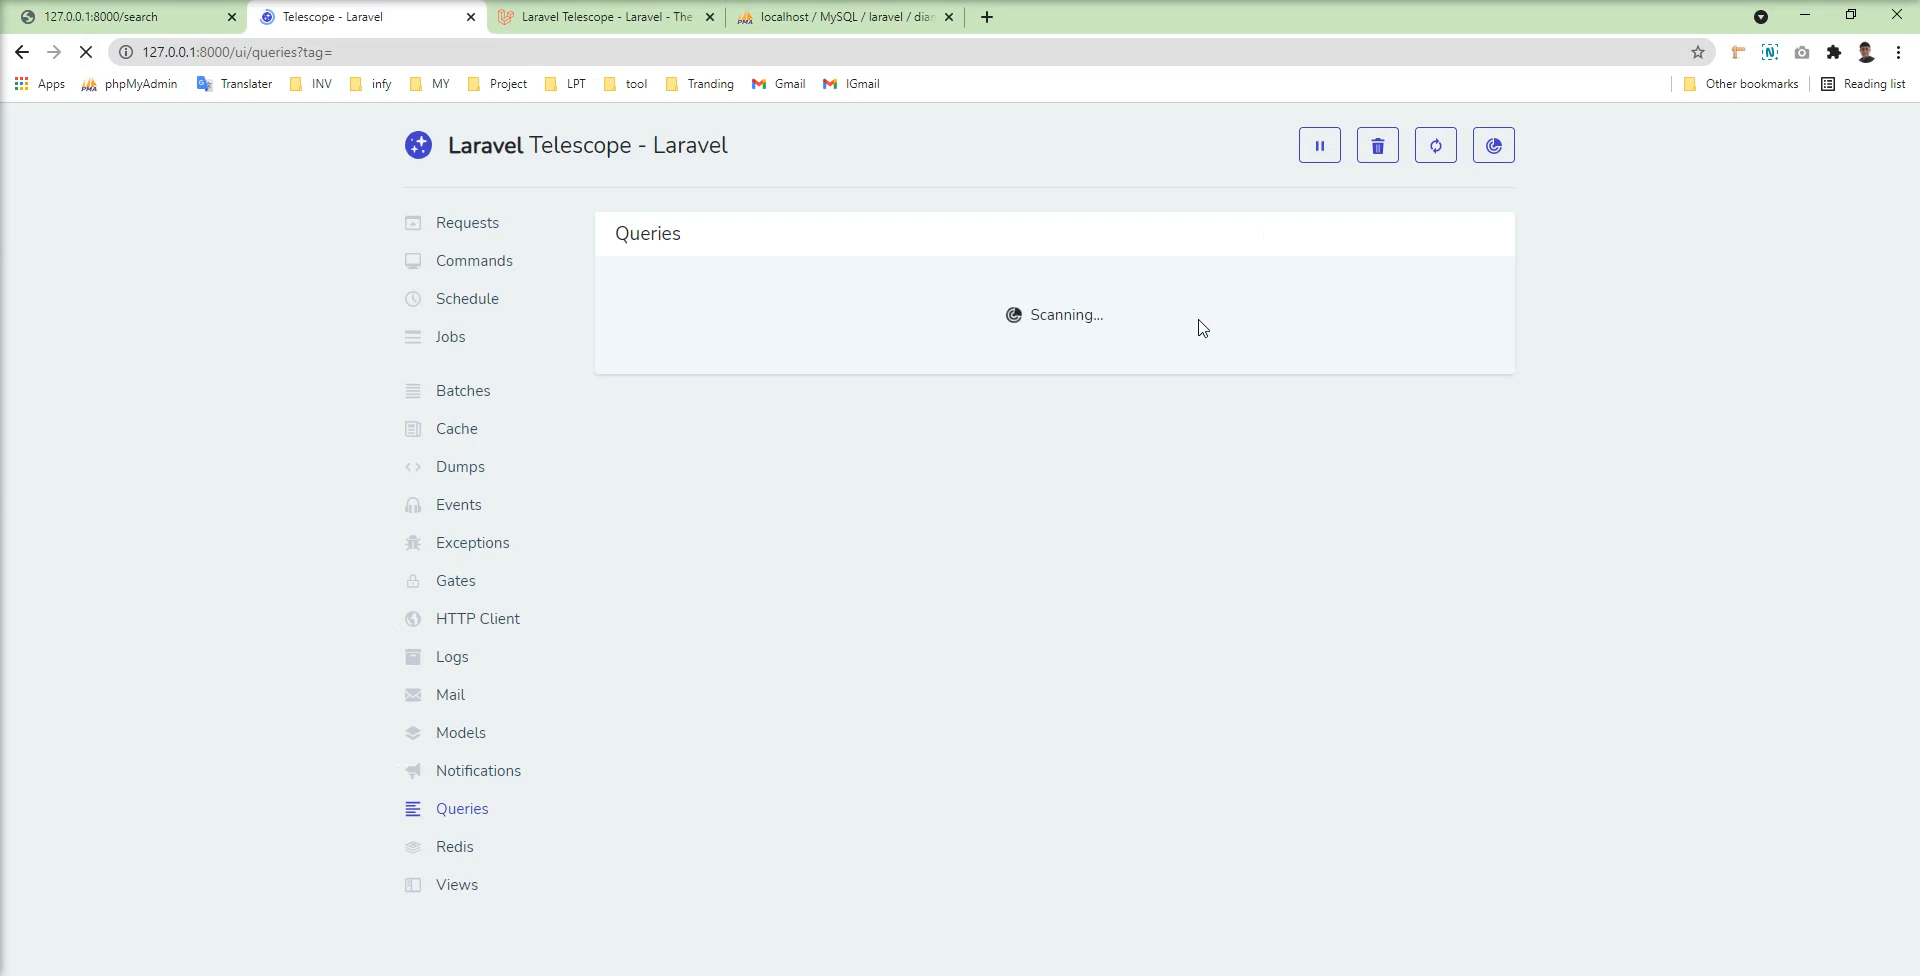 127.0.0.1:8000/search
Telescope - Laravel
Laravel Telescope - Laravel - The
localhost / MySQL / laravel / diar
127.0.0.1:8000/ui/queries?tag=
Apps
phpMyAdmin
Translater
INV
infy
MY
Project
LPT
tool
Tranding
Gmail
IGmail
Other bookmarks
Reading list
Laravel Telescope - Laravel
Requests
Commands
Schedule
Jobs
Batches
Cache
Dumps
Events
Exceptions
Gates
HTTP Client
Logs
Mail
Models
Notifications
Queries
Redis
Views
Queries
Scanning...